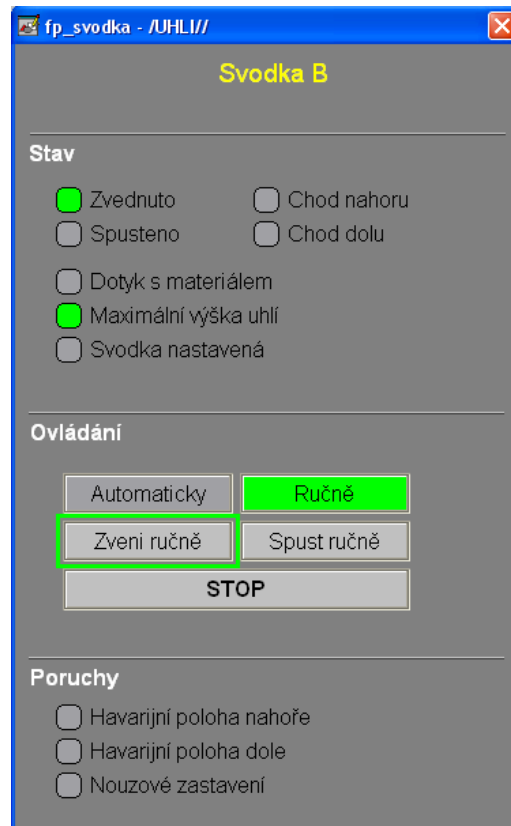 fp_svodka - /UHLI//
Svodka B
Stav
Zvednuto Chod nahoru
Spusteno Chod dolu
Dotyk s materiálem
Maximální výška uhlí
Svodka nastavená
Ovládání
Automaticky Ručně
Zveni ručně Spust ručně
STOP
Poruchy
Havarijní poloha nahoře
Havarijní poloha dole
Nouzové zastavení